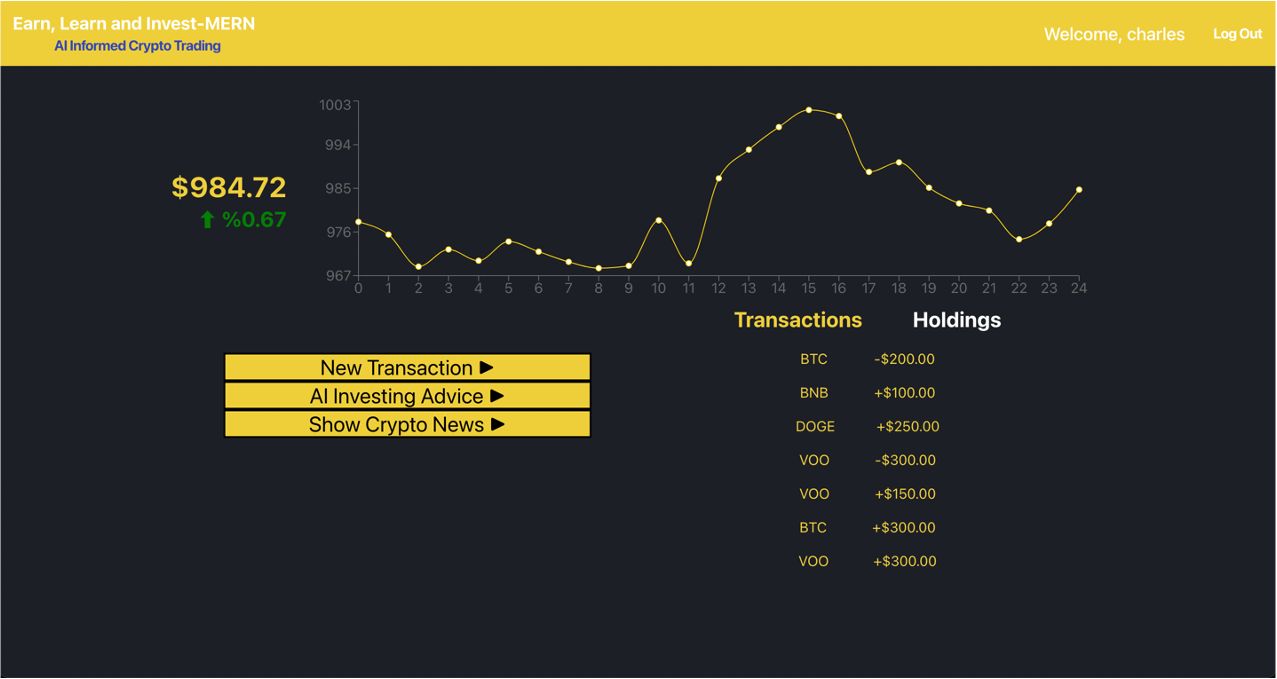 Earn, Learn and Invest-MERN
AI Informed Crypto Trading
Welcome, charles Log Out
$984.72
⬆ %0.67
1003
994
985
976
967
0 1 2 3 4 5 6 7 8 9 10 11 12 13 14 15 16 17 18 19 20 21 22 23 24
Transactions Holdings
New Transaction ►
AI Investing Advice ►
Show Crypto News ►
BTC -$200.00
BNB +$100.00
DOGE +$250.00
VOO -$300.00
VOO +$150.00
BTC +$300.00
VOO +$300.00